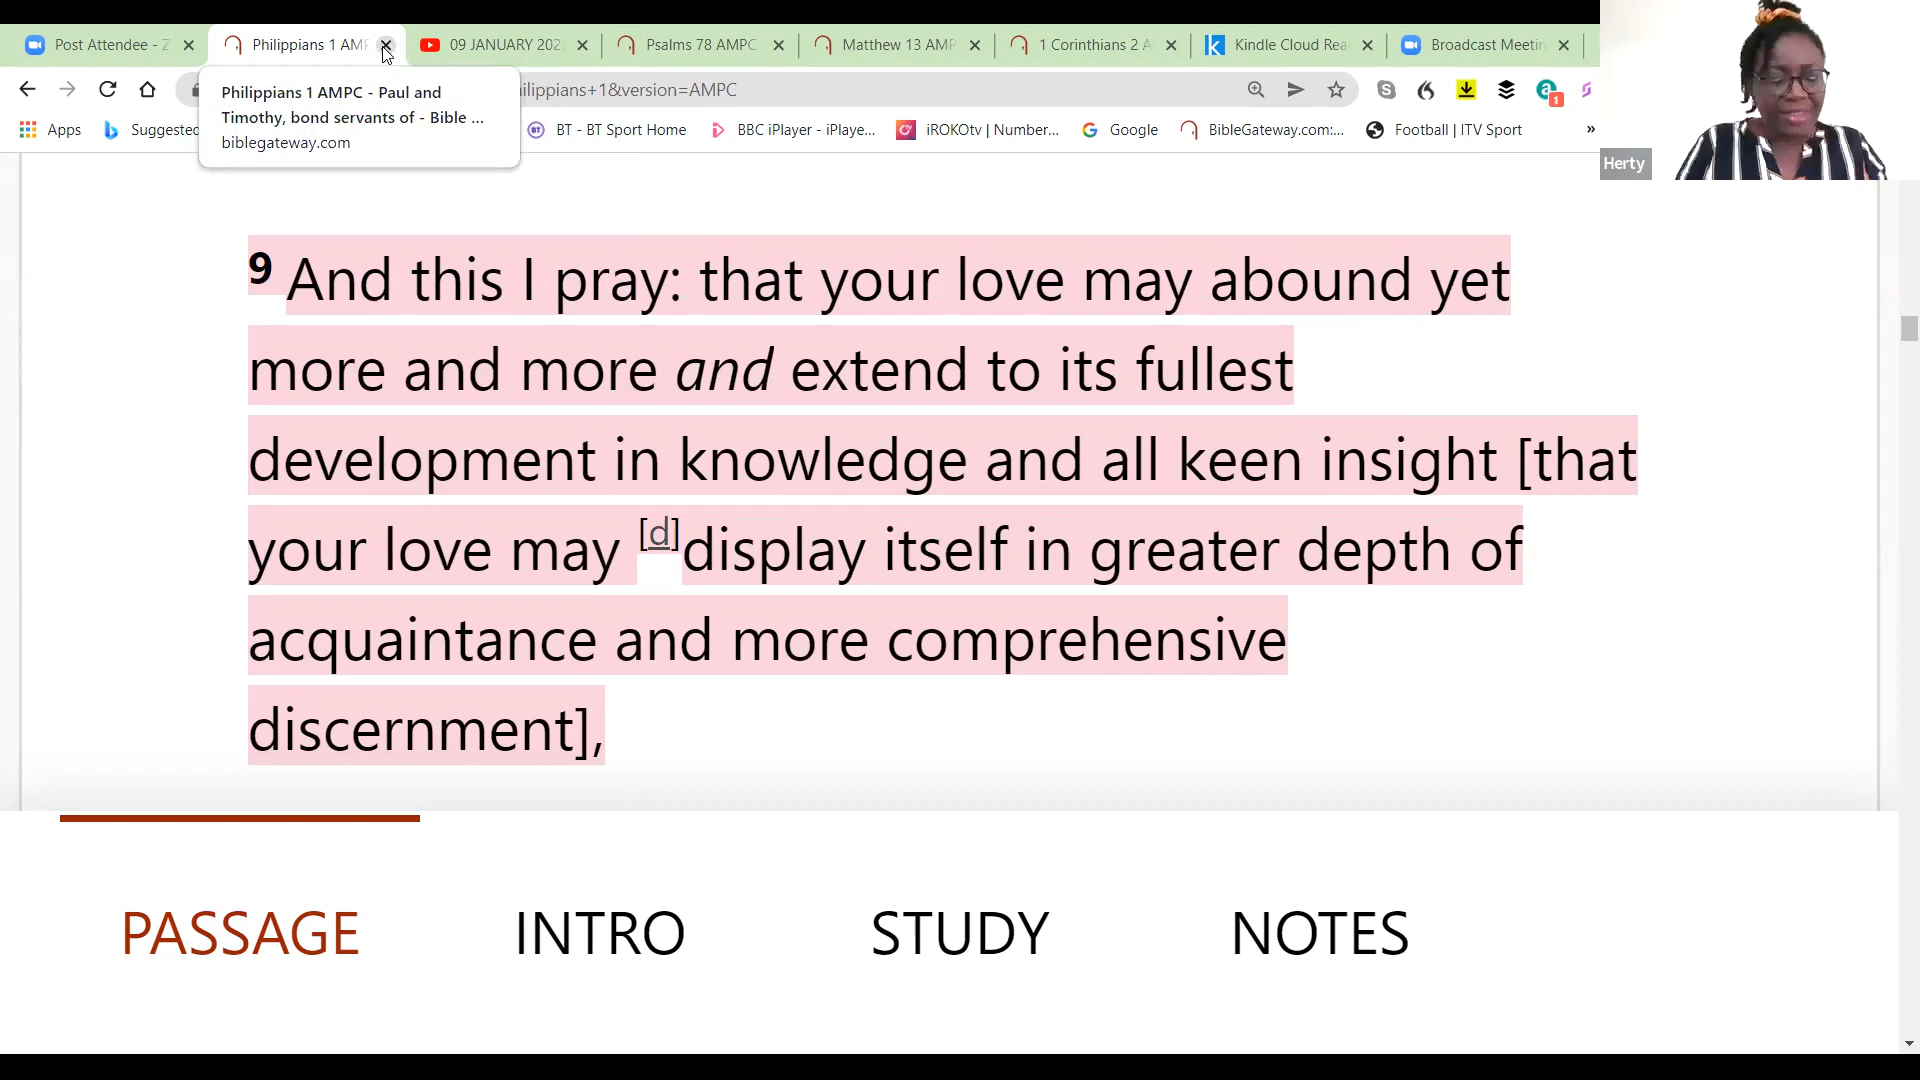 Post Attendee - Z
Philippians 1 AMP
09 JANUARY 202
Psalms 78 AMPC
Matthew 13 AMP
1 Corinthians 2 A
Kindle Cloud Rea
Broadcast Meetin
ilippians+1&version=AMPC
1
Philippians 1 AMPC - Paul and
Timothy, bond servants of - Bible ...
biblegateway.com
Apps
Suggested
BT - BT Sport Home
BBC iPlayer - iPlaye...
iROKOtv | Number...
Google
BibleGateway.com:...
Football | ITV Sport
»
Herty
9 And this I pray: that your love may abound yet
more and more and extend to its fullest
development in knowledge and all keen insight [that
your love may [d]display itself in greater depth of
acquaintance and more comprehensive
discernment],
PASSAGE
INTRO
STUDY
NOTES